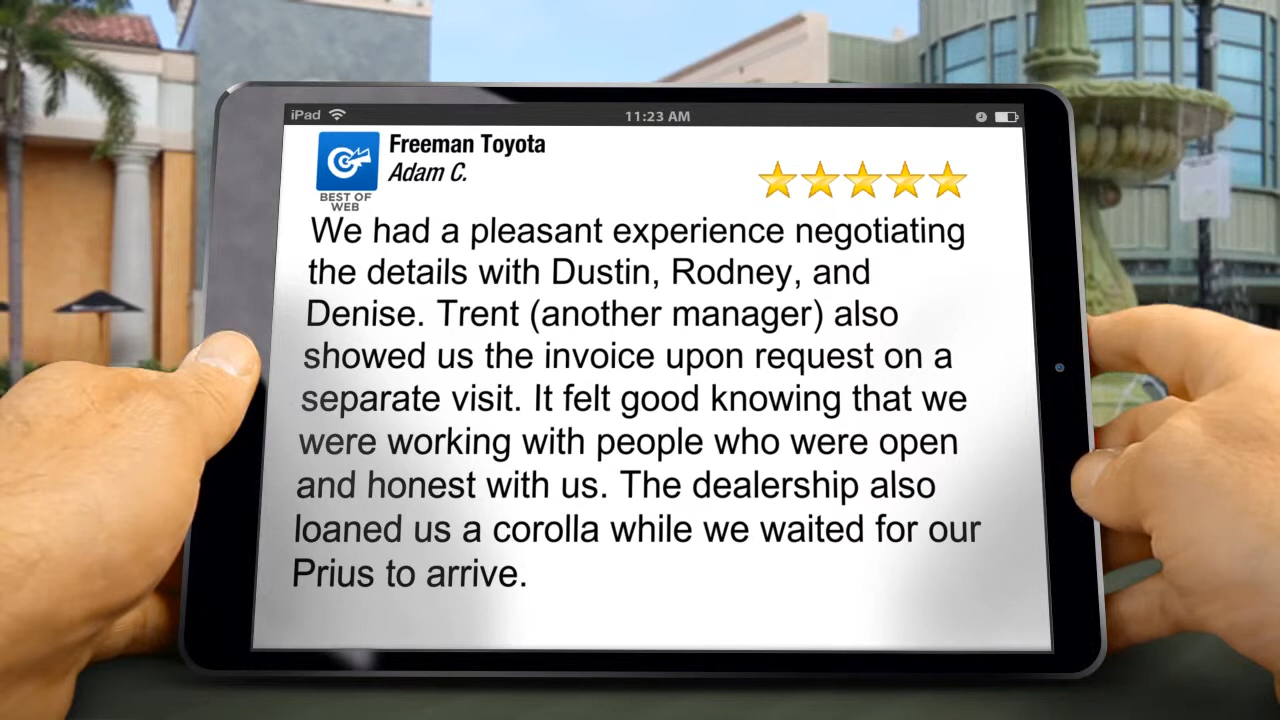 iPad 11:23 AM
Freeman Toyota
Adam C.
BEST OF
WEB
We had a pleasant experience negotiating
the details with Dustin, Rodney, and
Denise. Trent (another manager) also
showed us the invoice upon request on a
separate visit. It felt good knowing that we
were working with people who were open
and honest with us. The dealership also
loaned us a corolla while we waited for our
Prius to arrive.